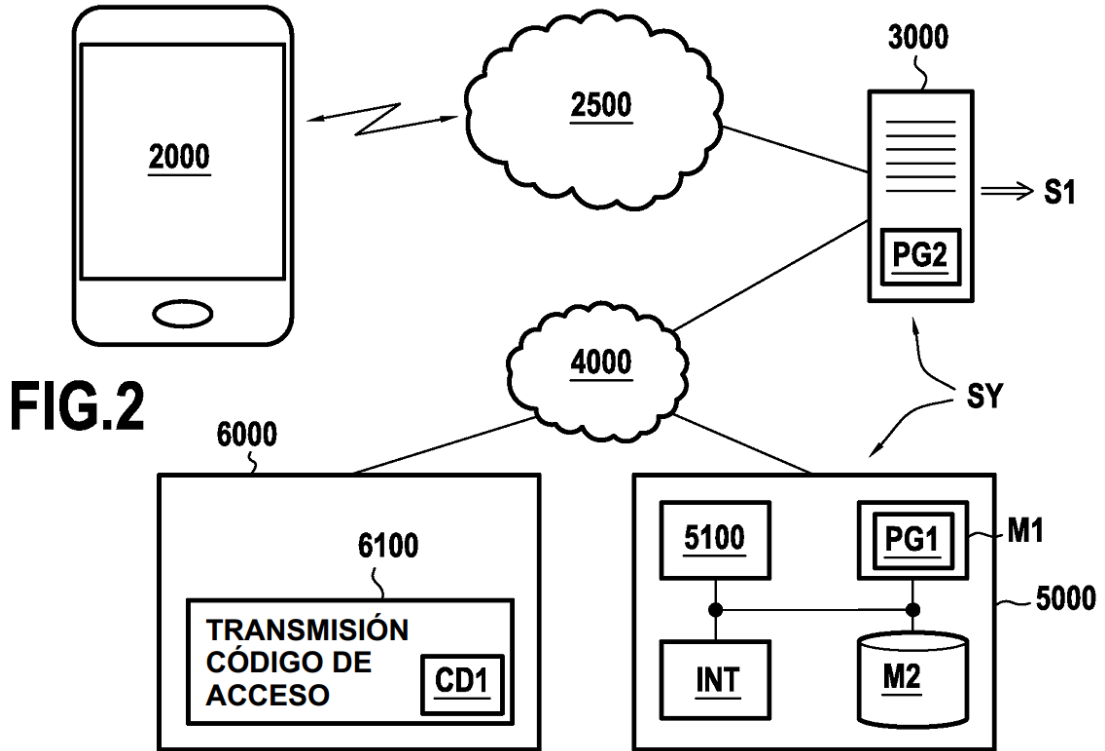 3000
2500
2000
S1
PG2
4000
FIG.2
SY
6000
5100
PG1
M1
6100
5000
TRANSMISIÓN
CÓDIGO DE
ACCESO
CD1
INT
M2